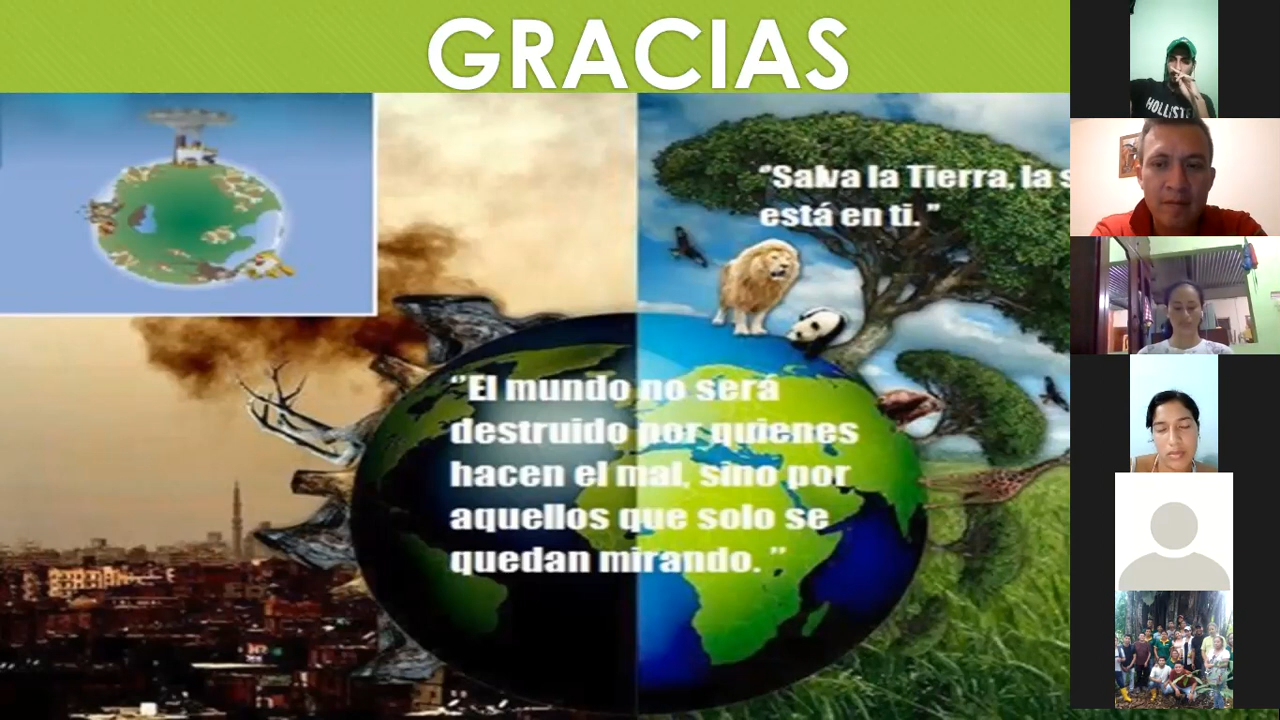 GRACIAS
“Salva la Tierra, la
está en ti. ”
“El mundo no será
destruido por quienes
hacen el mal, sino por
aquellos que solo se
quedan mirando. ”